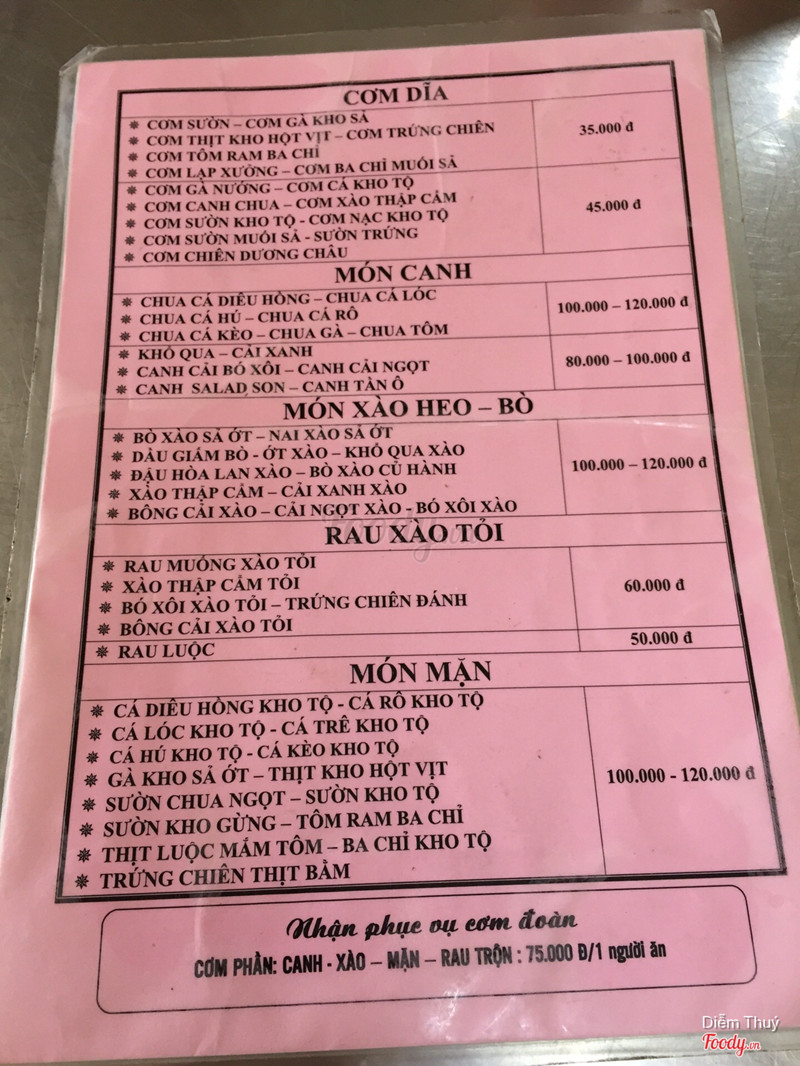 CƠM DĨA
✵ CƠM SƯỜN – CƠM GÀ KHO SẢ
✵ CƠM THỊT KHO HỘT VỊT – CƠM TRỨNG CHIÊN
✵ CƠM TÔM RAM BA CHỈ
✵ CƠM LẠP XƯỞNG – CƠM BA CHỈ MUỐI SẢ
35.000 đ
✵ CƠM GÀ NƯỚNG – CƠM CÁ KHO TỘ
✵ CƠM CANH CHUA – CƠM XÀO THẬP CẨM
✵ CƠM SƯỜN KHO TỘ - CƠM NẠC KHO TỘ
✵ CƠM SƯỜN MUỐI SẢ - SƯỜN TRỨNG
✵ CƠM CHIÊN DƯƠNG CHÂU
45.000 đ
MÓN CANH
✵ CHUA CÁ DIÊU HỒNG – CHUA CÁ LÓC
✵ CHUA CÁ HÚ – CHUA CÁ RÔ
✵ CHUA CÁ KÈO – CHUA GÀ – CHUA TÔM
100.000 – 120.000 đ
✵ KHỔ QUA – CẢI XANH
✵ CANH CẢI BÓ XÔI – CANH CẢI NGỌT
✵ CANH SALAD SON – CANH TẦN Ô
80.000 – 100.000 đ
MÓN XÀO HEO – BÒ
✵ BÒ XÀO SẢ ỚT – NAI XÀO SẢ ỚT
✵ DẦU GIẤM BÒ - ỚT XÀO – KHỔ QUA XÀO
✵ ĐẬU HÒA LAN XÀO – BÒ XÀO CỦ HÀNH
✵ XÀO THẬP CẨM – CẢI XANH XÀO
✵ BÔNG CẢI XÀO – CẢI NGỌT XÀO - BÓ XÔI XÀO
100.000 – 120.000 đ
RAU XÀO TỎI
✵ RAU MUỐNG XÀO TỎI
✵ XÀO THẬP CẨM TỎI
✵ BÓ XÔI XÀO TỎI – TRỨNG CHIÊN ĐÁNH
✵ BÔNG CẢI XÀO TỎI
60.000 đ
✵ RAU LUỘC
50.000 đ
MÓN MẶN
✵ CÁ DIÊU HỒNG KHO TỘ - CÁ RÔ KHO TỘ
✵ CÁ LÓC KHO TỘ - CÁ TRÊ KHO TỘ
✵ CÁ HÚ KHO TỘ - CÁ KÈO KHO TỘ
✵ GÀ KHO SẢ ỚT – THỊT KHO HỘT VỊT
✵ SƯỜN CHUA NGỌT – SƯỜN KHO TỘ
✵ SƯỜN KHO GỪNG – TÔM RAM BA CHỈ
✵ THỊT LUỘC MẮM TÔM – BA CHỈ KHO TỘ
✵ TRỨNG CHIÊN THỊT BẰM
100.000 - 120.000 đ
Nhận phục vụ cơm đoàn
CƠM PHẦN: CANH - XÀO – MẶN – RAU TRỘN : 75.000 Đ/1 người ăn
Diễm Thuý
Foody.vn